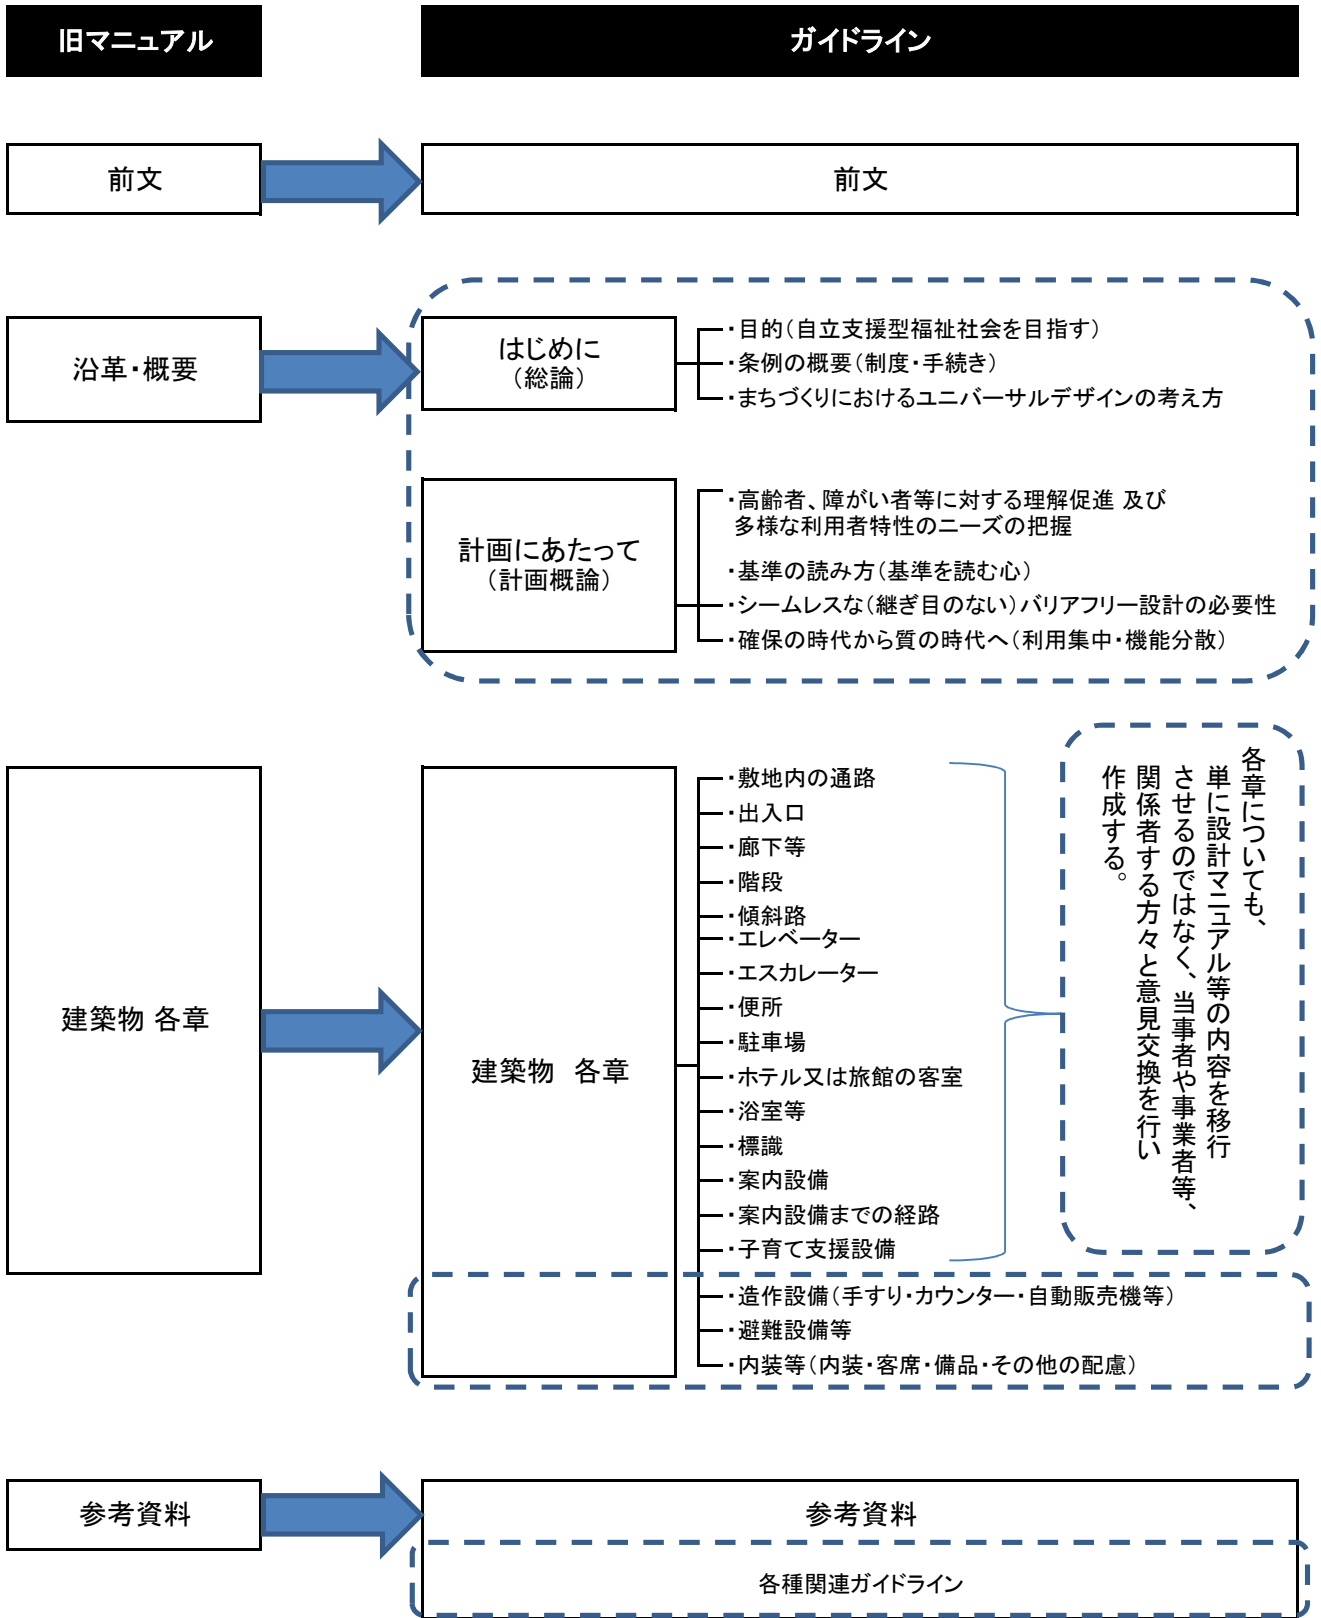 旧マニュアル
ガイドライン
前文
前文
沿革・概要
はじめに
（総論）
・目的（自立支援型福祉社会を目指す）
・条例の概要（制度・手続き）
・まちづくりにおけるユニバーサルデザインの考え方
計画にあたって
（計画概論）
・高齢者、障がい者等に対する理解促進 及び
多様な利用者特性のニーズの把握
・基準の読み方（基準を読む心）
・シームレスな（継ぎ目のない）バリアフリー設計の必要性
・確保の時代から質の時代へ（利用集中・機能分散）
建築物 各章
建築物　各章
・敷地内の通路
・出入口
・廊下等
・階段
・傾斜路
・エレベーター
・エスカレーター
・便所
・駐車場
・ホテル又は旅館の客室
・浴室等
・標識
・案内設備
・案内設備までの経路
・子育て支援設備
・造作設備（手すり・カウンター・自動販売機等）
・避難設備等
・内装等（内装・客席・備品・その他の配慮）
各章についても、
単に設計マニュアル等の内容を移行
させるのではなく、当事者や事業者等、
関係者する方々と意見交換を行い
作成する。
参考資料
参考資料
各種関連ガイドライン